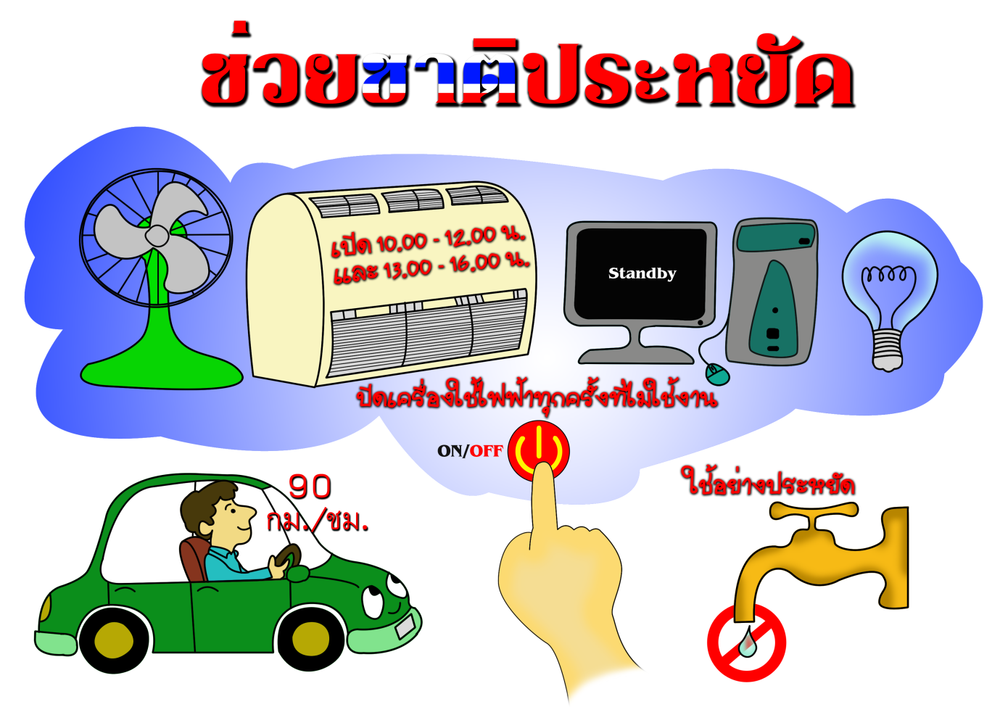 ช่วยชาติประหยัด
เปิด 10.00 - 12.00 น.
และ 13.00 - 16.00 น.
Standby
ปิดเครื่องใช้ไฟฟ้าทุกครั้งที่ไม่ใช้งาน
ON/OFF
90
กม./ชม.
ใช้อย่างประหยัด